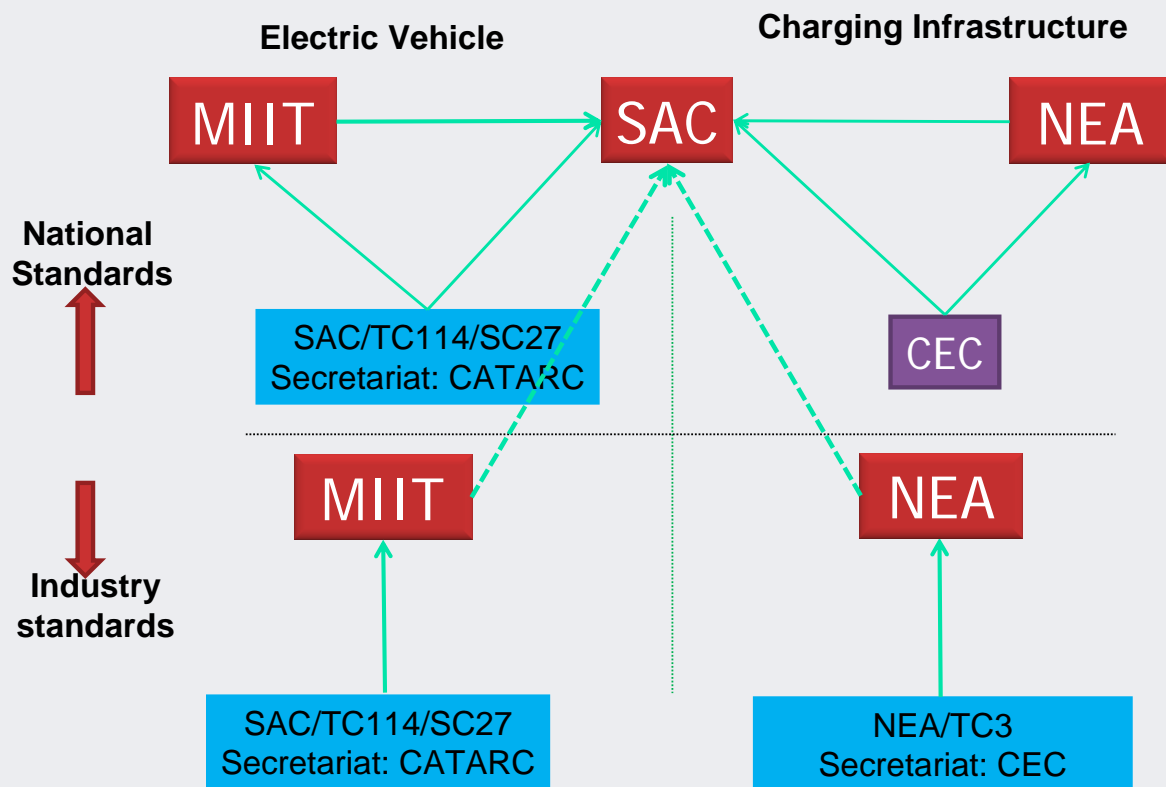 Electric Vehicle
Charging Infrastructure
MIIT
SAC
NEA
National
Standards
SAC/TC114/SC27
Secretariat: CATARC
CEC
MIIT
NEA
Industry
standards
SAC/TC114/SC27
Secretariat: CATARC
NEA/TC3
Secretariat: CEC